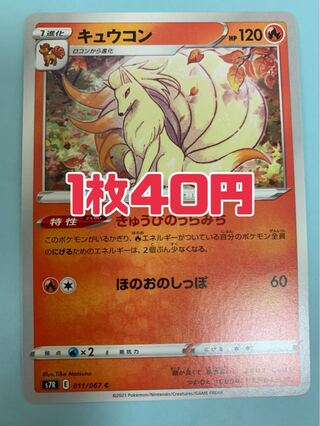 1進化
キュウコン
HP120
ロコンから進化
1枚40円
特性 きゅうびのうらみち
このポケモンがいるかぎり、エネルギーがついている自分のポケモン全員
のにげるためのエネルギーは、2個ぶん少なくなる。
ほのおのしっぽ 60
弱点 ×2 抵抗力 にげる
Illus.Tika Matsuno
s7R E 011/067 C
©2021 Pokémon/Nintendo/Creatures/GAME FREAK